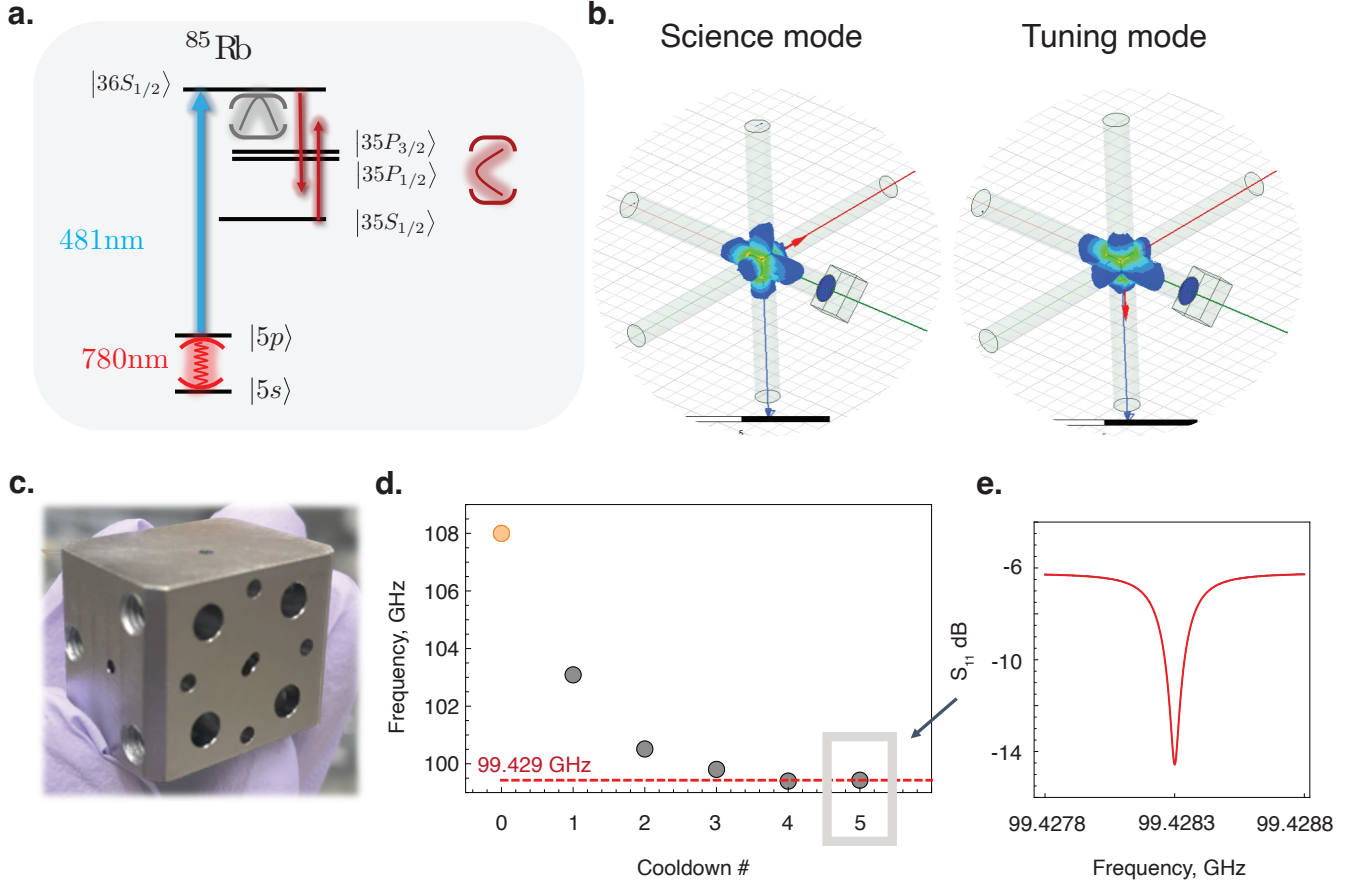 a.
⁸⁵Rb
|36S₁/₂⟩
|35P₃/₂⟩
|35P₁/₂⟩
|35S₁/₂⟩
481nm
|5p⟩
780nm
|5s⟩
b.
Science mode
Tuning mode
c.
d.
Frequency, GHz
108
106
104
102
100
99.429 GHz
0 1 2 3 4 5
Cooldown #
e.
S₁₁, dB
-6
-10
-14
99.4278 99.4283 99.4288
Frequency, GHz